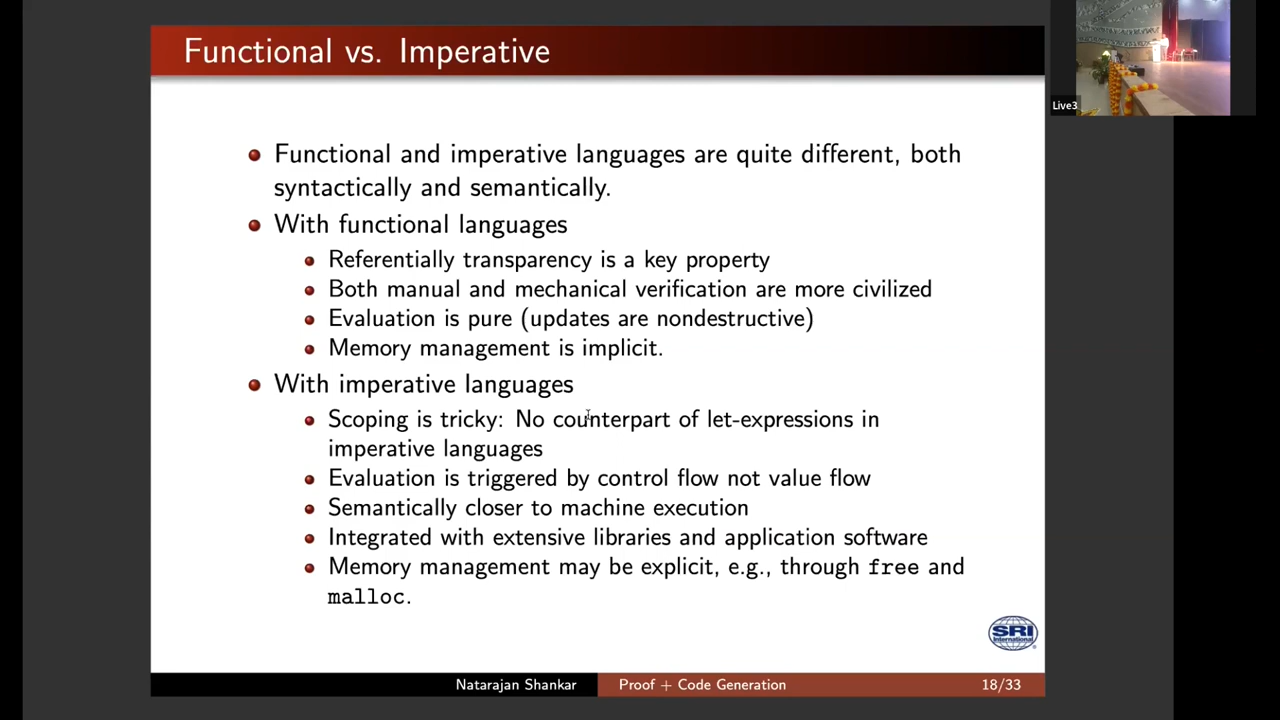 Functional vs. Imperative
Live3
Functional and imperative languages are quite different, both
syntactically and semantically.
With functional languages
Referentially transparency is a key property
Both manual and mechanical verification are more civilized
Evaluation is pure (updates are nondestructive)
Memory management is implicit.
With imperative languages
Scoping is tricky: No counterpart of let-expressions in
imperative languages
Evaluation is triggered by control flow not value flow
Semantically closer to machine execution
Integrated with extensive libraries and application software
Memory management may be explicit, e.g., through free and
malloc.
SRI
International
Natarajan Shankar
Proof + Code Generation
18/33